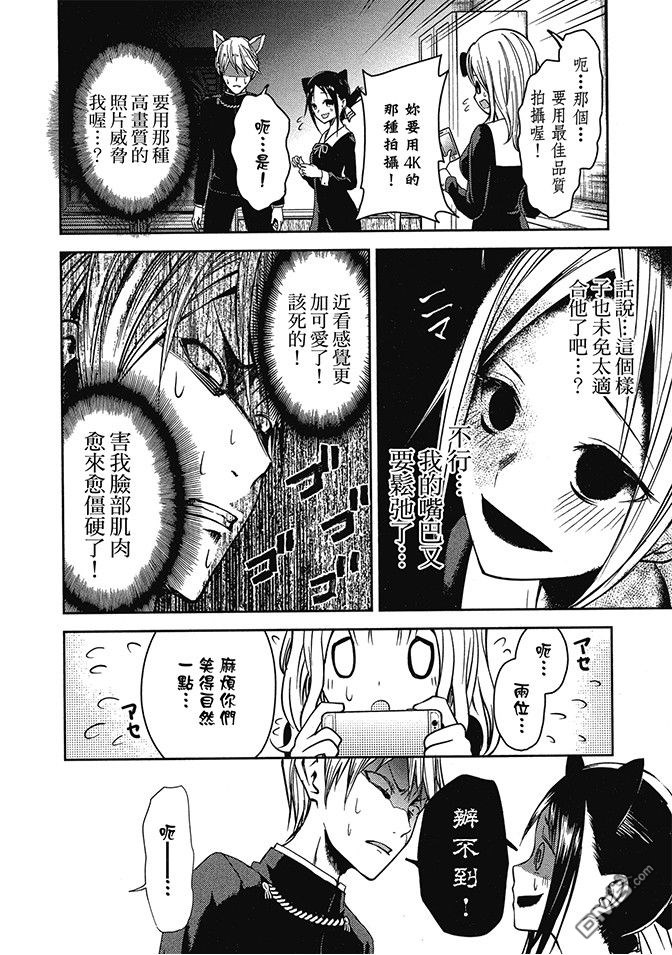 呃…那個…
要用最佳品質
拍攝喔！
妳要用4K的
那種拍攝！
呃…是！
要用那種
高畫質的
照片威脅
我喔…？
話說…這個樣
子也未免太適
合他了吧…？
不行…
我的嘴巴又
要鬆弛了…
近看感覺更
加可愛了！
該死的！
害我臉部肌肉
愈來愈僵硬了！
ゴゴゴ
呃…
兩位…
アセ
麻煩你們
笑得自然
一點…
アセ
辦不到！
呃——…
DM5.com